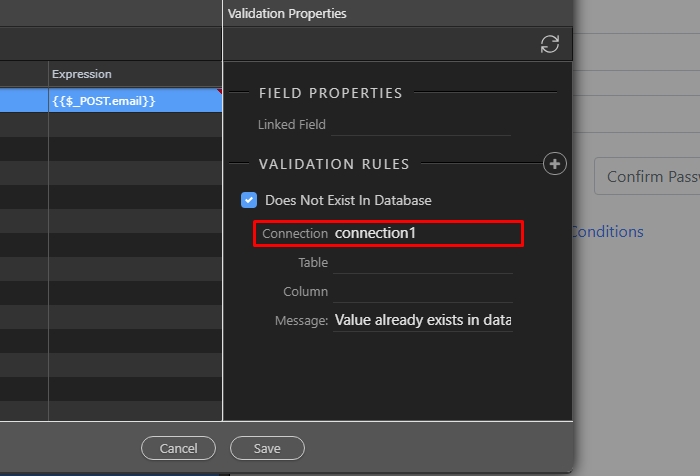 Validation Properties
Expression
{{$_POST.email}}
FIELD PROPERTIES
Linked Field
VALIDATION RULES
Does Not Exist In Database
Connection connection1
Table
Column
Message: Value already exists in data
Cancel Save
Confirm Pass
Conditions